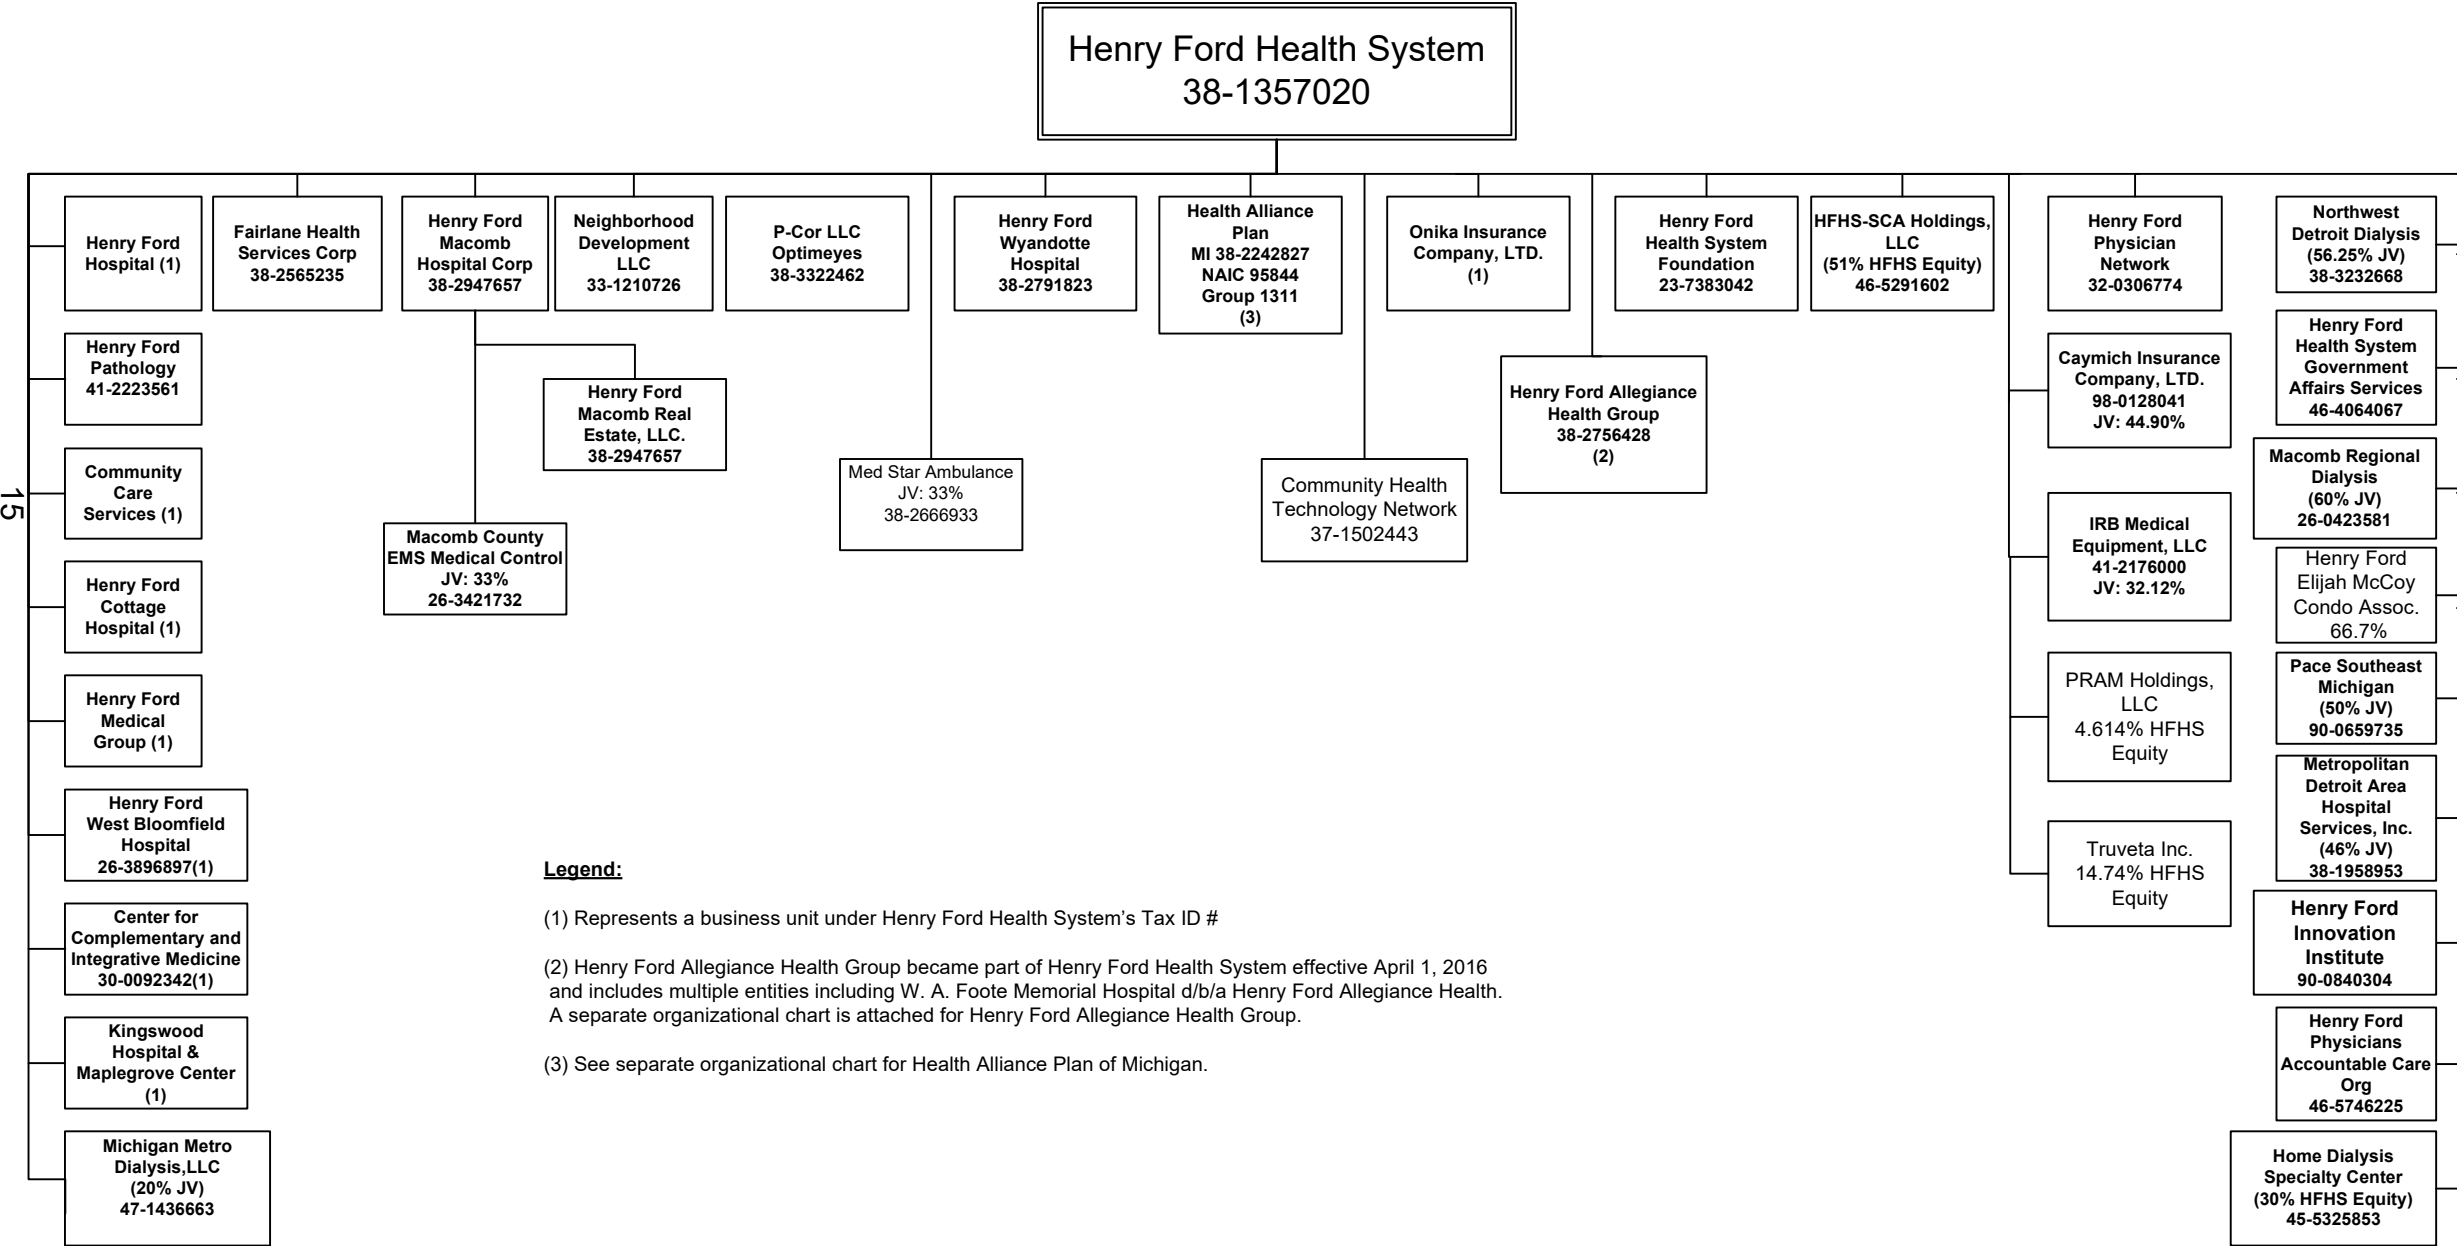 Henry Ford Health System
38-1357020
Henry Ford
Hospital (1)
Fairlane Health
Services Corp
38-2565235
Henry Ford
Macomb
Hospital Corp
38-2947657
Neighborhood
Development
LLC
33-1210726
P-Cor LLC
Optimeyes
38-3322462
Henry Ford
Wyandotte
Hospital
38-2791823
Health Alliance
Plan
MI 38-2242827
NAIC 95844
Group 1311
(3)
Onika Insurance
Company, LTD.
(1)
Henry Ford
Health System
Foundation
23-7383042
HFHS-SCA Holdings,
LLC
(51% HFHS Equity)
46-5291602
Henry Ford
Physician
Network
32-0306774
Northwest
Detroit Dialysis
(56.25% JV)
38-3232668
Henry Ford
Pathology
41-2223561
Henry Ford
Macomb Real
Estate, LLC.
38-2947657
Henry Ford Allegiance
Health Group
38-2756428
(2)
Caymich Insurance
Company, LTD.
98-0128041
JV: 44.90%
Henry Ford
Health System
Government
Affairs Services
46-4064067
Community
Care
Services (1)
Macomb County
EMS Medical Control
JV: 33%
26-3421732
Med Star Ambulance
JV: 33%
38-2666933
Community Health
Technology Network
37-1502443
IRB Medical
Equipment, LLC
41-2176000
JV: 32.12%
Macomb Regional
Dialysis
(60% JV)
26-0423581
15
Henry Ford
Cottage
Hospital (1)
Henry Ford
Elijah McCoy
Condo Assoc.
66.7%
Henry Ford
Medical
Group (1)
PRAM Holdings,
LLC
4.614% HFHS
Equity
Pace Southeast
Michigan
(50% JV)
90-0659735
Henry Ford
West Bloomfield
Hospital
26-3896897(1)
Truveta Inc.
14.74% HFHS
Equity
Metropolitan
Detroit Area
Hospital
Services, Inc.
(46% JV)
38-1958953
Center for
Complementary and
Integrative Medicine
30-0092342(1)
Henry Ford
Innovation
Institute
90-0840304
Kingswood
Hospital &
Maplegrove Center
(1)
Henry Ford
Physicians
Accountable Care
Org
46-5746225
Michigan Metro
Dialysis,LLC
(20% JV)
47-1436663
Home Dialysis
Specialty Center
(30% HFHS Equity)
45-5325853
Legend:
(1) Represents a business unit under Henry Ford Health System’s Tax ID #
(2) Henry Ford Allegiance Health Group became part of Henry Ford Health System effective April 1, 2016
and includes multiple entities including W. A. Foote Memorial Hospital d/b/a Henry Ford Allegiance Health.
A separate organizational chart is attached for Henry Ford Allegiance Health Group.
(3) See separate organizational chart for Health Alliance Plan of Michigan.